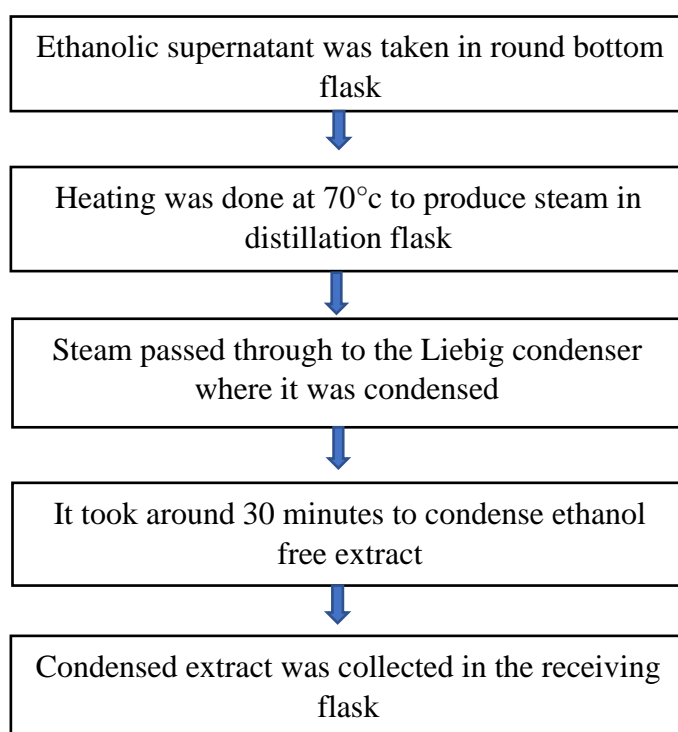 Ethanolic supernatant was taken in round bottom
flask
Heating was done at 70°c to produce steam in
distillation flask
Steam passed through to the Liebig condenser
where it was condensed
It took around 30 minutes to condense ethanol
free extract
Condensed extract was collected in the receiving
flask